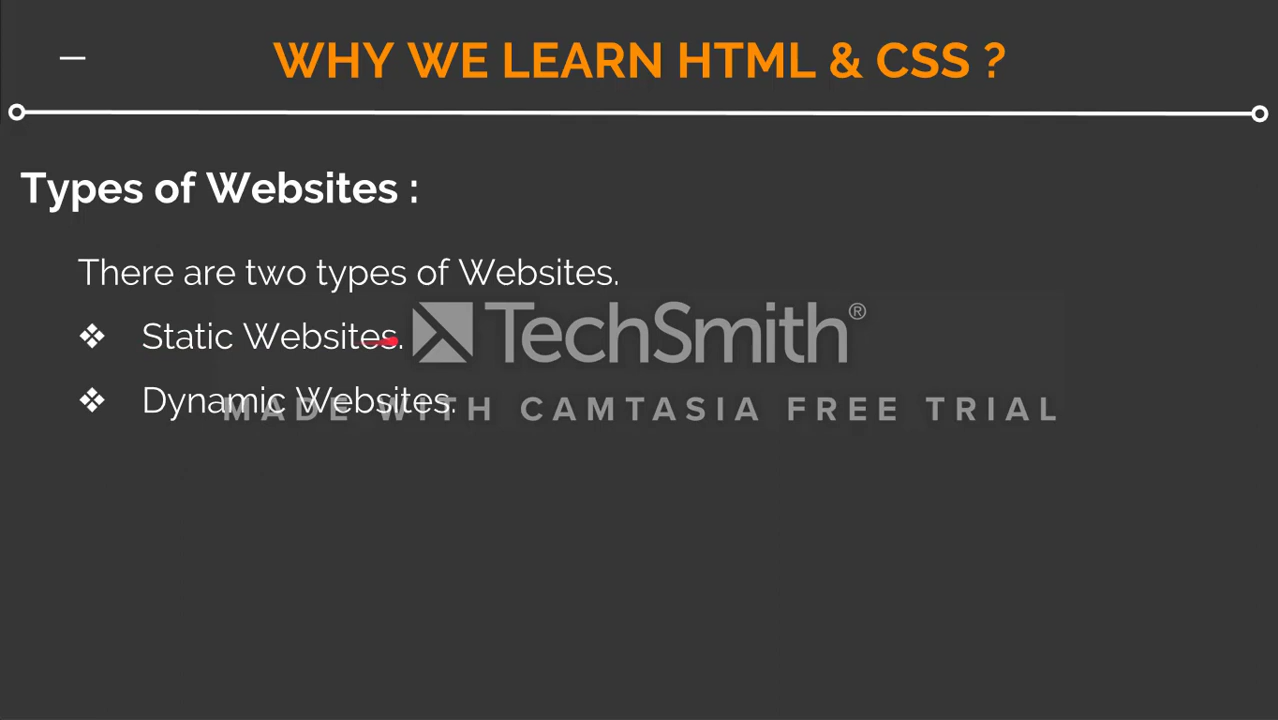 WHY WE LEARN HTML & CSS ?
Types of Websites :
There are two types of Websites.
❖ Static Websites.
❖ Dynamic Websites.
TechSmith®
MADE WITH CAMTASIA FREE TRIAL